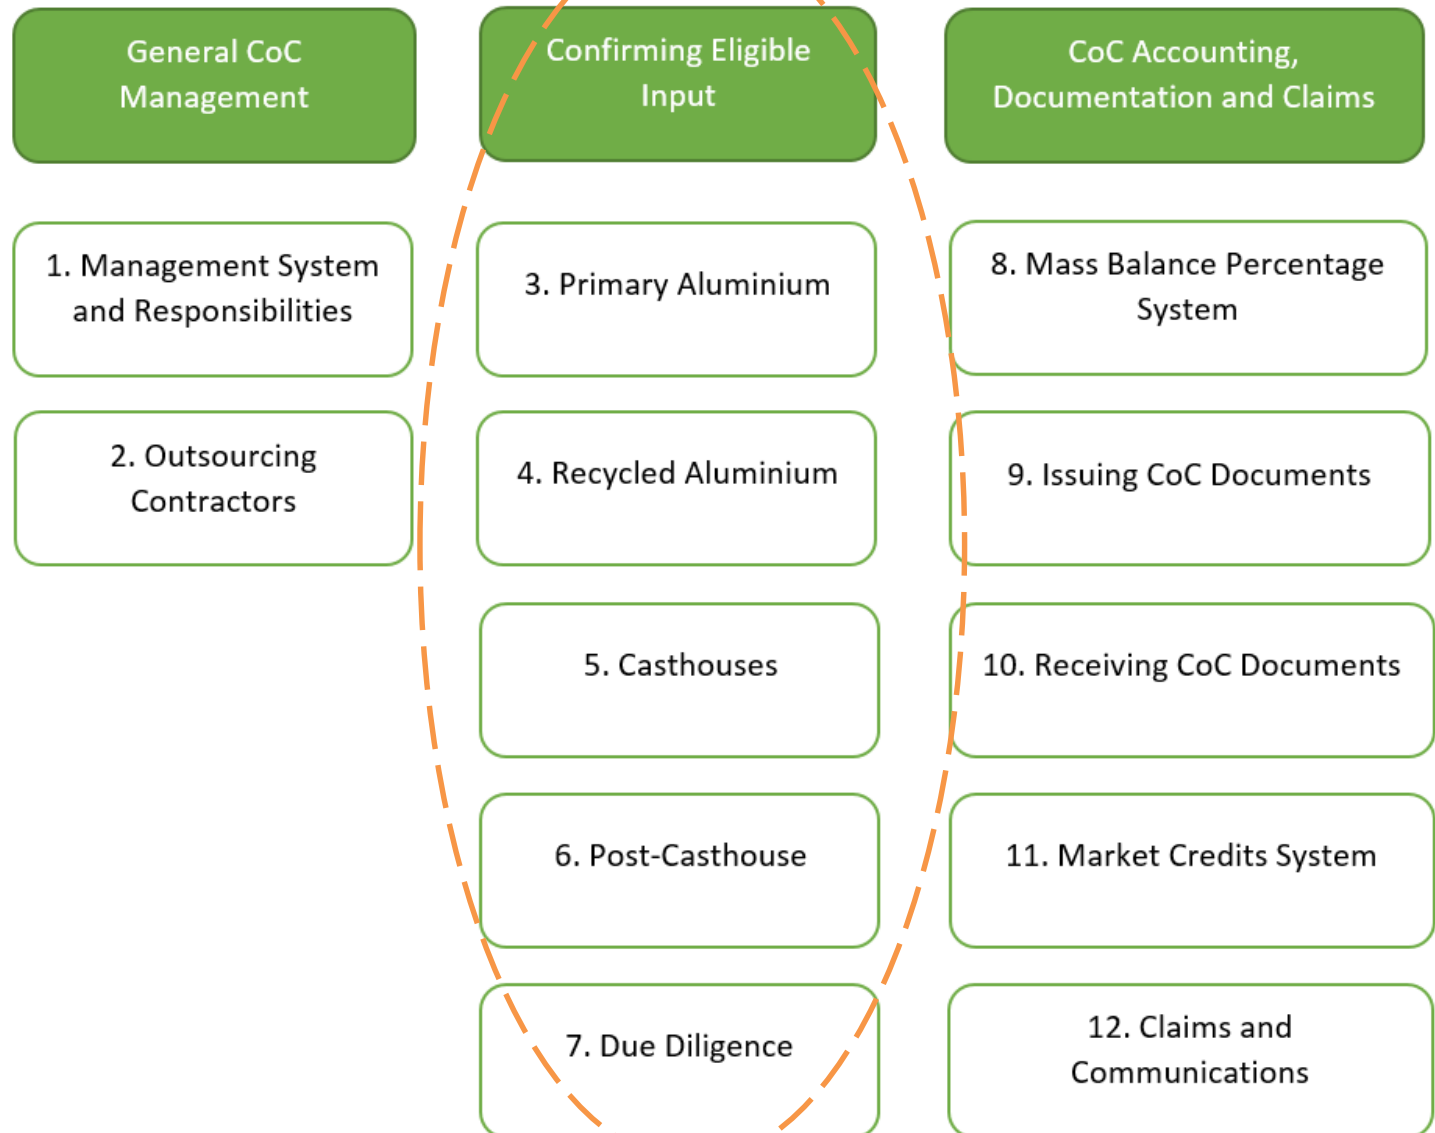 General CoC
Management
1. Management System
and Responsibilities
2. Outsourcing
Contractors
Confirming Eligible
Input
3. Primary Aluminium
4. Recycled Aluminium
5. Casthouses
6. Post-Casthouse
7. Due Diligence
CoC Accounting,
Documentation and Claims
8. Mass Balance Percentage
System
9. Issuing CoC Documents
10. Receiving CoC Documents
11. Market Credits System
12. Claims and
Communications